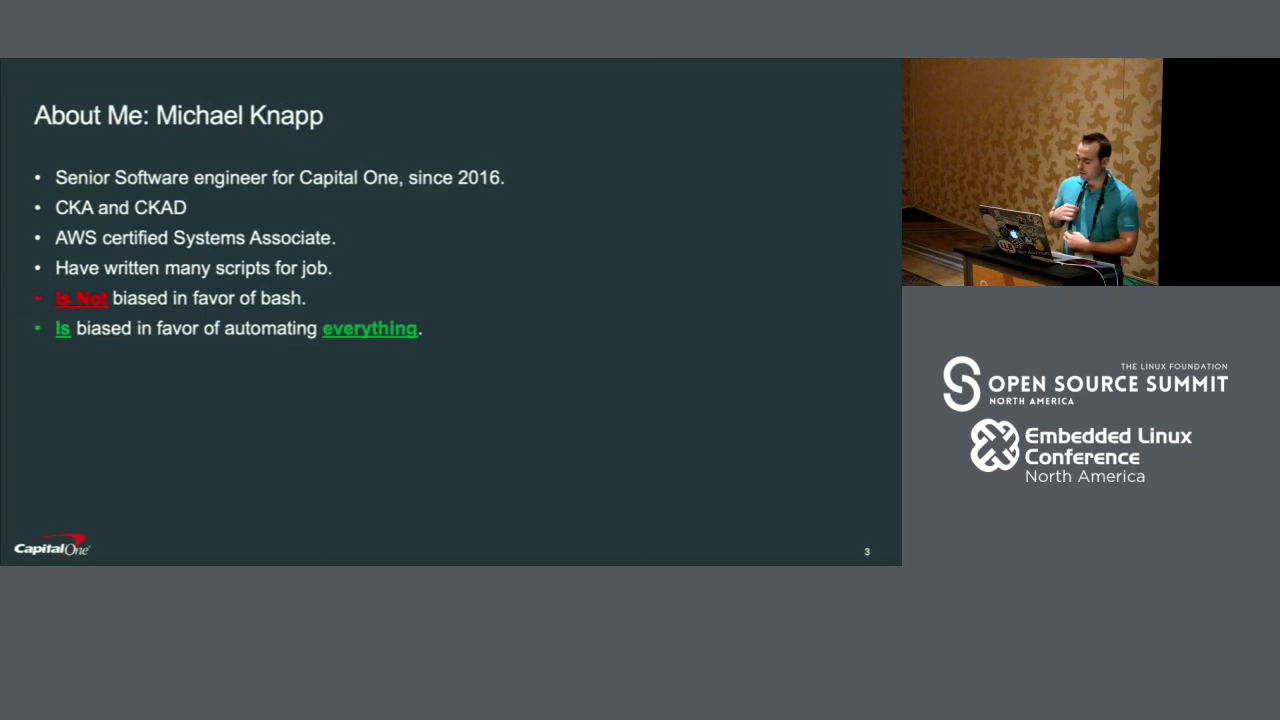 About Me: Michael Knapp
• Senior Software engineer for Capital One, since 2016.
• CKA and CKAD
• AWS certified Systems Associate.
• Have written many scripts for job.
• Is Not biased in favor of bash.
• Is biased in favor of automating everything.
CapitalOne
3
THE LINUX FOUNDATION
OPEN SOURCE SUMMIT
NORTH AMERICA
Embedded Linux
Conference
North America